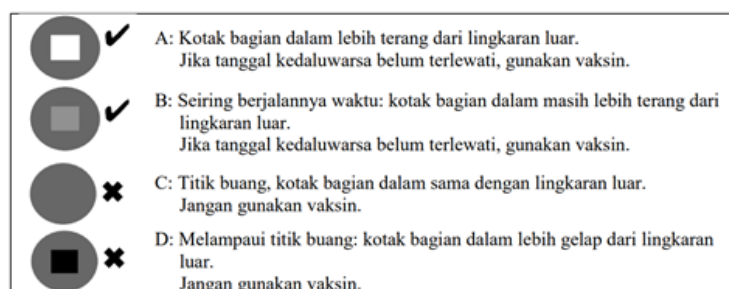 A: Kotak bagian dalam lebih terang dari lingkaran luar.
Jika tanggal kedaluwarsa belum terlewati, gunakan vaksin.
B: Seiring berjalannya waktu: kotak bagian dalam masih lebih terang dari
lingkaran luar.
Jika tanggal kedaluwarsa belum terlewati, gunakan vaksin.
C: Titik buang, kotak bagian dalam sama dengan lingkaran luar.
Jangan gunakan vaksin.
D: Melampaui titik buang: kotak bagian dalam lebih gelap dari lingkaran
luar.
Jangan gunakan vaksin.